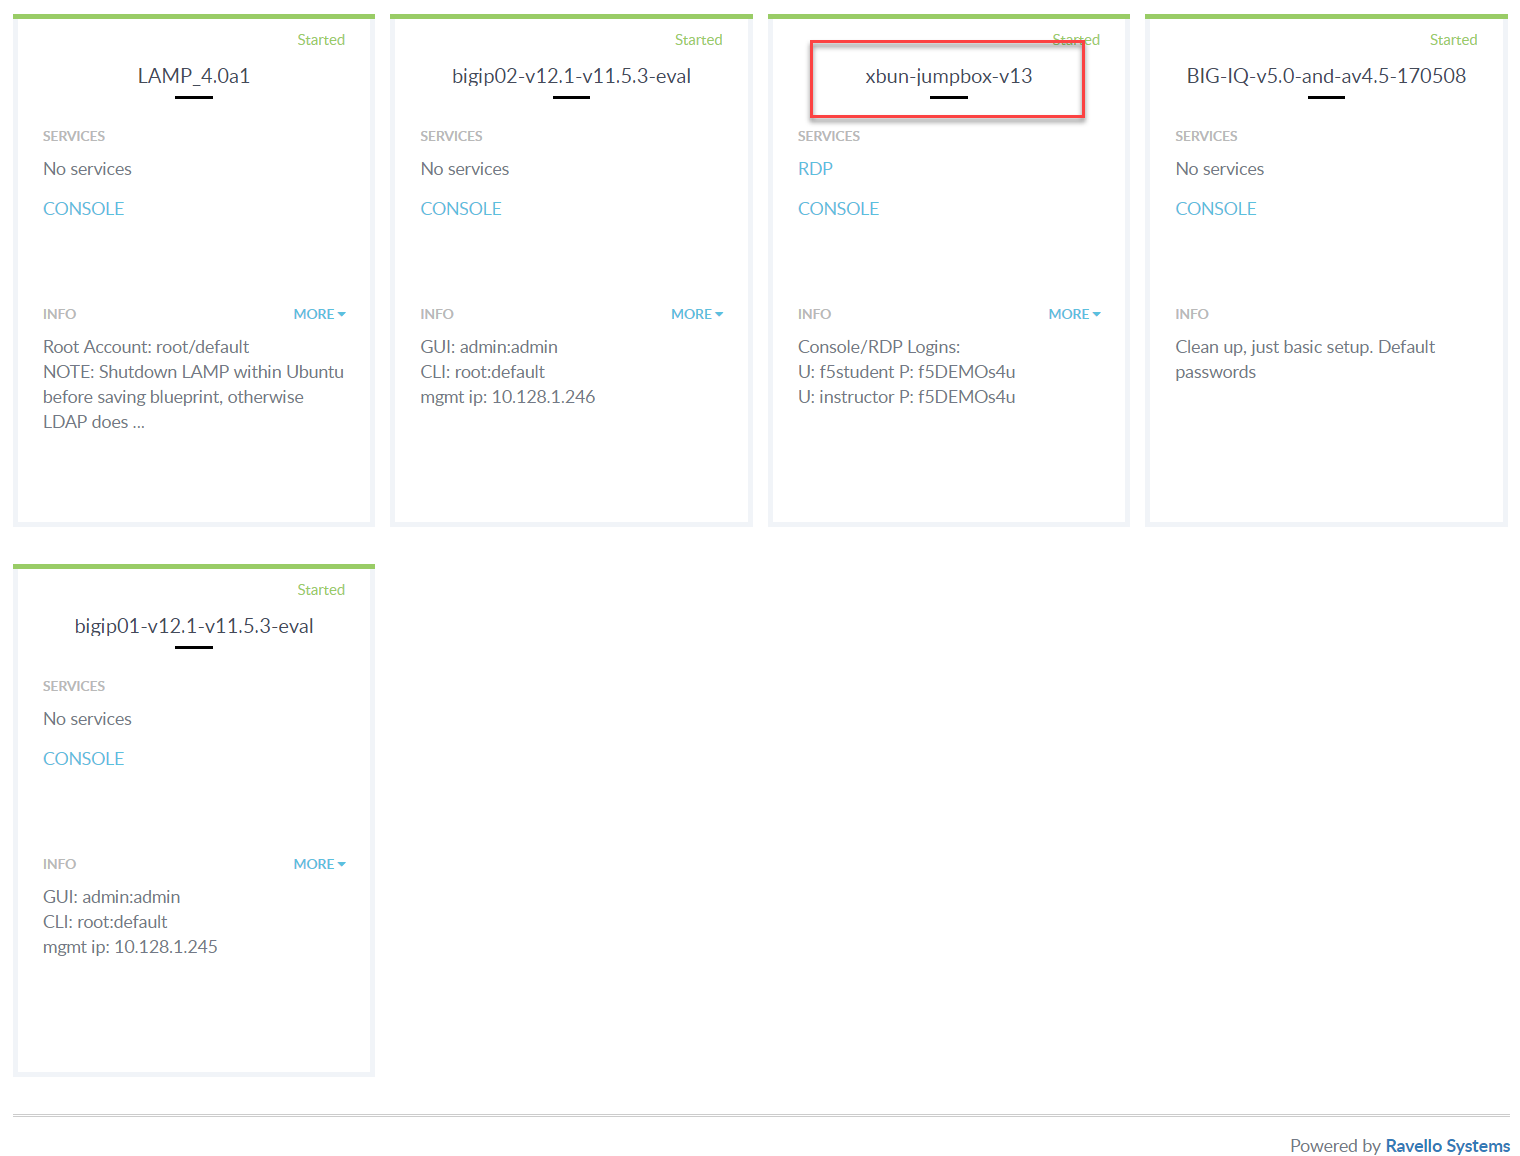 Started
LAMP_4.0a1
SERVICES
No services
CONSOLE
INFO
MORE
Root Account: root/default
NOTE: Shutdown LAMP within Ubuntu
before saving blueprint, otherwise
LDAP does ...
Started
bigip02-v12.1-v11.5.3-eval
SERVICES
No services
CONSOLE
INFO
MORE
GUI: admin:admin
CLI: root:default
mgmt ip: 10.128.1.246
Started
xbun-jumpbox-v13
SERVICES
RDP
CONSOLE
INFO
MORE
Console/RDP Logins:
U: f5student P: f5DEMOs4u
U: instructor P: f5DEMOs4u
Started
BIG-IQ-v5.0-and-av4.5-170508
SERVICES
No services
CONSOLE
INFO
Clean up, just basic setup. Default
passwords
Started
bigip01-v12.1-v11.5.3-eval
SERVICES
No services
CONSOLE
INFO
MORE
GUI: admin:admin
CLI: root:default
mgmt ip: 10.128.1.245
Powered by Ravello Systems